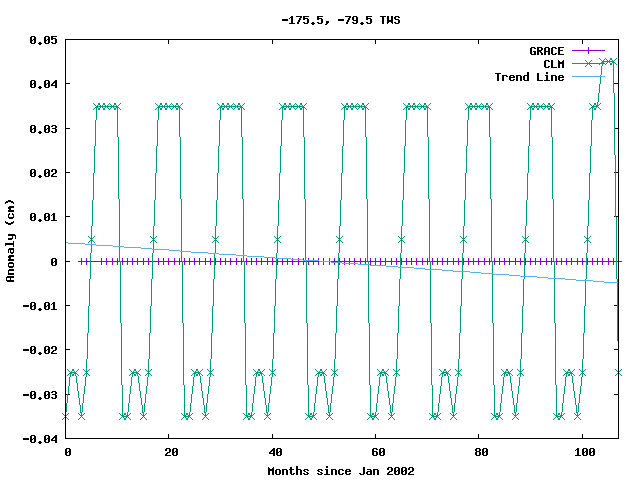 -175.5, -79.5 TWS
GRACE
CLM
Trend Line
0.05
0.04
0.03
0.02
0.01
0
-0.01
-0.02
-0.03
-0.04
Anomaly (cm)
0 20 40 60 80 100
Months since Jan 2002